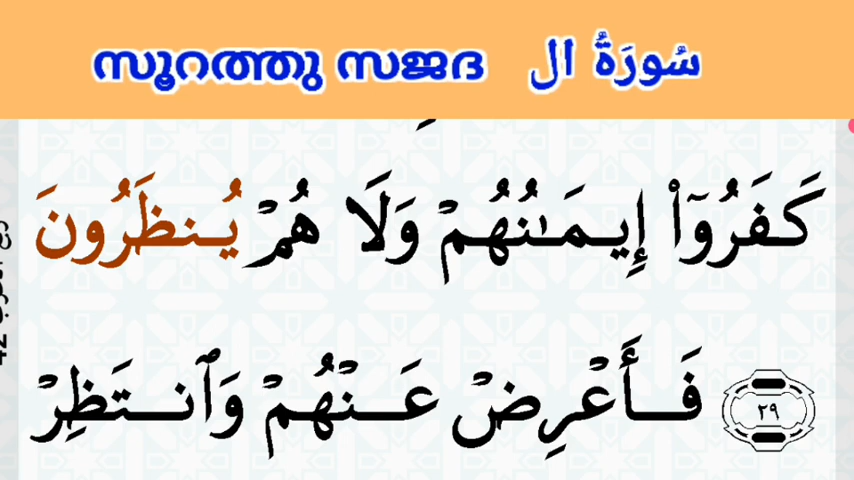 സൂറത്തു സജദ سُورَةُ ال
كَفَرُوٓا۟ إِيمَـٰنُهُمْ وَلَا هُمْ يُنظَرُونَ
٢٩ فَأَعْرِضْ عَنْهُمْ وَٱنتَظِرْ